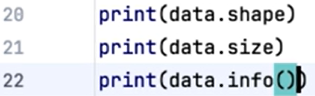 20 print(data.shape)
21 print(data.size)
22 print(data.info())